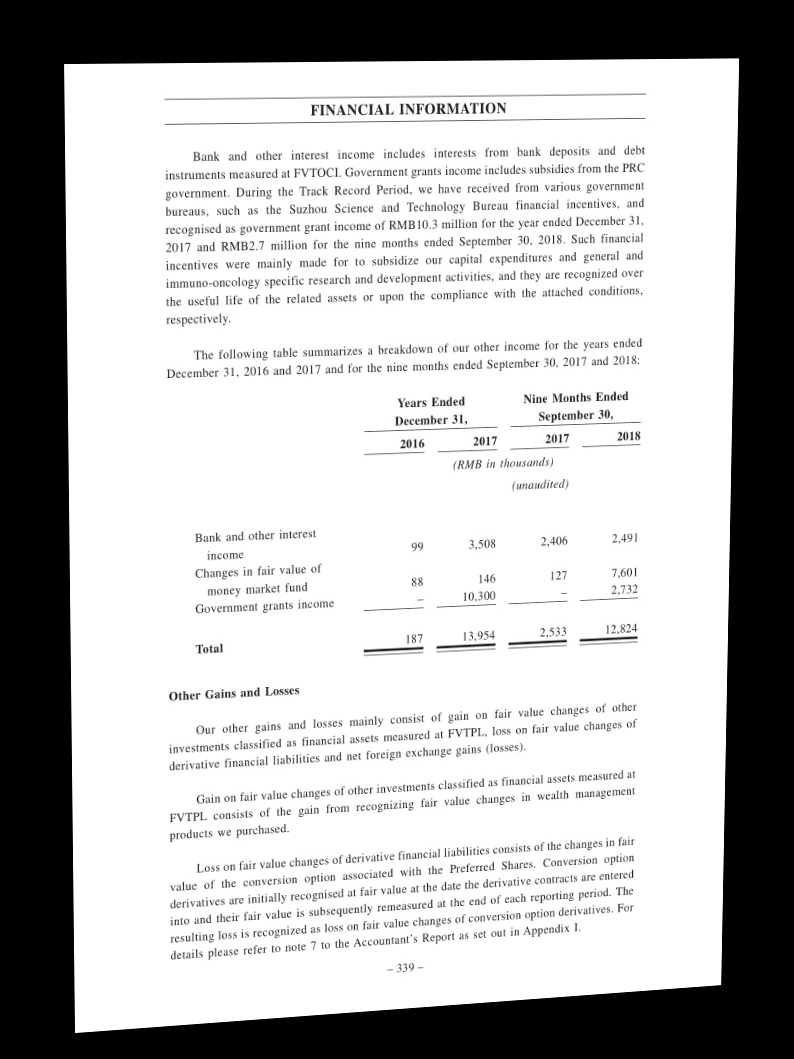 FINANCIAL INFORMATION
Bank and other interest income includes interests from bank deposits and debt
instruments measured at FVTOCI. Government grants income includes subsidies from the PRC
government. During the Track Record Period, we have received from various government
bureaus, such as the Suzhou Science and Technology Bureau financial incentives, and
recognised as government grant income of RMB10.3 million for the year ended December 31,
2017 and RMB2.7 million for the nine months ended September 30, 2018. Such financial
incentives were mainly made for to subsidize our capital expenditures and general and
immuno-oncology specific research and development activities, and they are recognized over
the useful life of the related assets or upon the compliance with the attached conditions,
respectively.
The following table summarizes a breakdown of our other income for the years ended
December 31, 2016 and 2017 and for the nine months ended September 30, 2017 and 2018:
Years Ended Nine Months Ended
December 31, September 30,
2016 2017 2017 2018
(RMB in thousands)
(unaudited)
Bank and other interest
income 99 3,508 2,406 2,491
Changes in fair value of
money market fund 88 146 127 7,601
Government grants income – 10,300 – 2,732
Total 187 13,954 2,533 12,824
Other Gains and Losses
Our other gains and losses mainly consist of gain on fair value changes of other
investments classified as financial assets measured at FVTPL, loss on fair value changes of
derivative financial liabilities and net foreign exchange gains (losses).
Gain on fair value changes of other investments classified as financial assets measured at
FVTPL consists of the gain from recognizing fair value changes in wealth management
products we purchased.
Loss on fair value changes of derivative financial liabilities consists of the changes in fair
value of the conversion option associated with the Preferred Shares. Conversion option
derivatives are initially recognised at fair value at the date the derivative contracts are entered
into and their fair value is subsequently remeasured at the end of each reporting period. The
resulting loss is recognized as loss on fair value changes of conversion option derivatives. For
details please refer to note 7 to the Accountant's Report as set out in Appendix I.
– 339 –